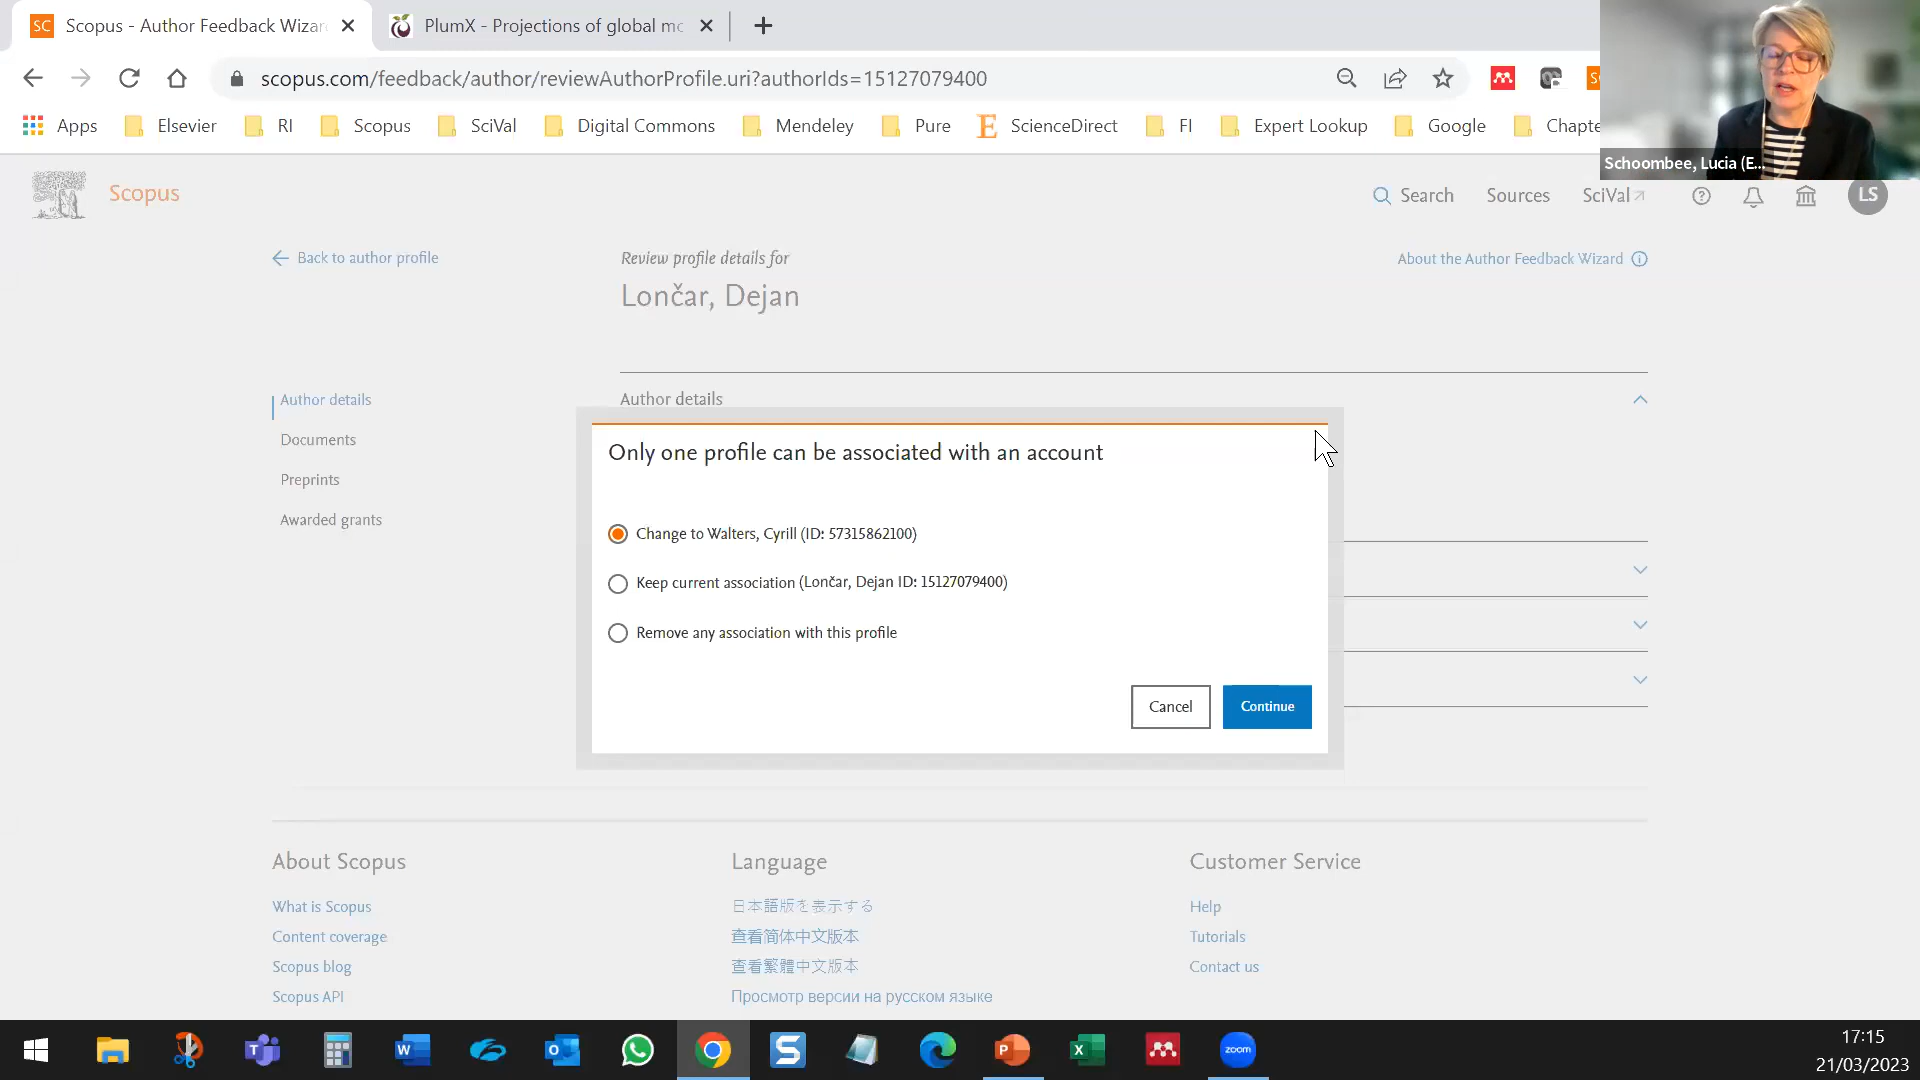 SC Scopus - Author Feedback Wizar
PlumX - Projections of global mo
scopus.com/feedback/author/reviewAuthorProfile.uri?authorIds=15127079400
Apps Elsevier RI Scopus SciVal Digital Commons Mendeley Pure E ScienceDirect FI Expert Lookup Google Chapte
Schoombee, Lucia (E...
Scopus
Search Sources SciVal LS
Back to author profile
Review profile details for
About the Author Feedback Wizard
Lončar, Dejan
Author details
Documents
Preprints
Awarded grants
Author details
Only one profile can be associated with an account
Change to Walters, Cyrill (ID: 57315862100)
Keep current association (Lončar, Dejan ID: 15127079400)
Remove any association with this profile
Cancel Continue
About Scopus
What is Scopus
Content coverage
Scopus blog
Scopus API
Language
日本語版を表示する
查看简体中文版本
查看繁體中文版本
Просмотр версии на русском языке
Customer Service
Help
Tutorials
Contact us
zoom
17:15
21/03/2023